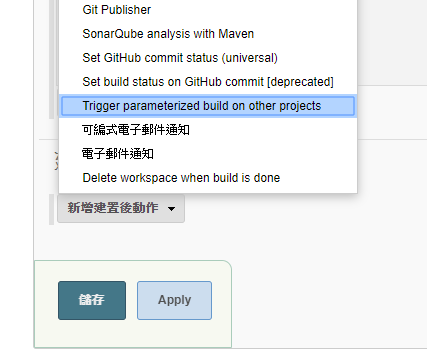 Git Publisher
SonarQube analysis with Maven
Set GitHub commit status (universal)
Set build status on GitHub commit [deprecated]
Trigger parameterized build on other projects
可編式電子郵件通知
電子郵件通知
Delete workspace when build is done
新增建置後動作
儲存 Apply